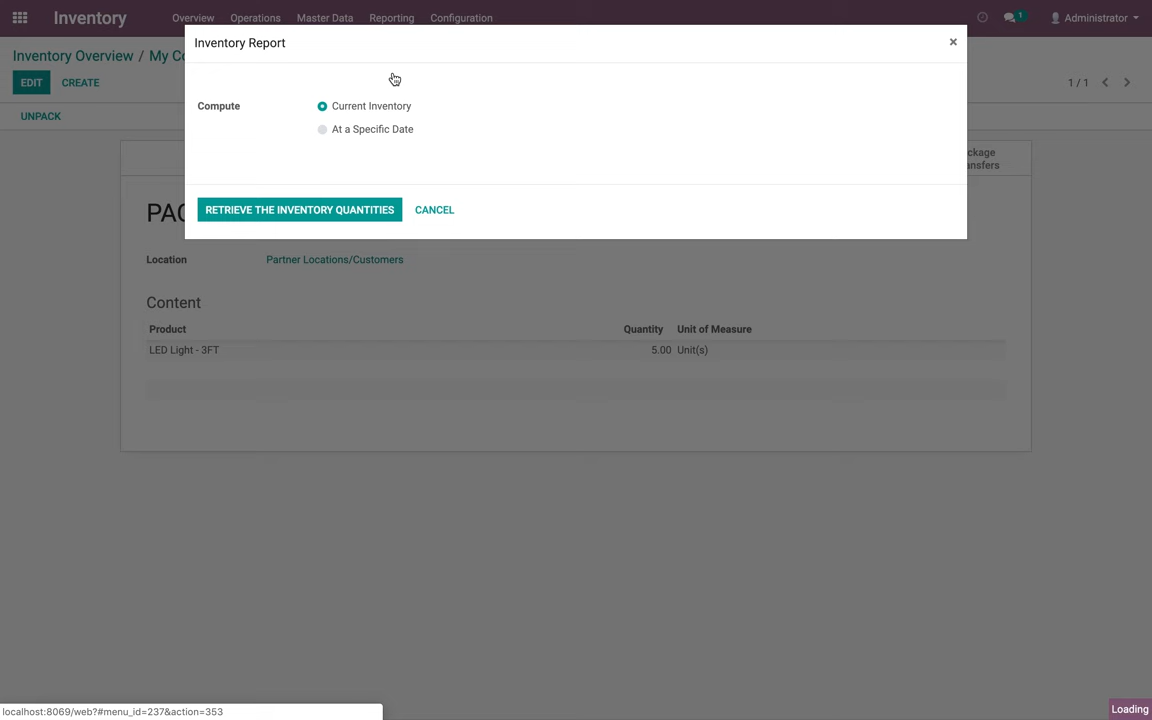 Inventory Overview Operations Master Data Reporting Configuration 1 Administrator
Inventory Report ×
Inventory Overview / My Co
EDIT CREATE 1 / 1
Compute Current Inventory
At a Specific Date
UNPACK
ckage
ansfers
RETRIEVE THE INVENTORY QUANTITIES CANCEL
PAC
Location Partner Locations/Customers
Content
Product Quantity Unit of Measure
LED Light - 3FT 5.00 Unit(s)
localhost:8069/web?#menu_id=237&action=353
Loading